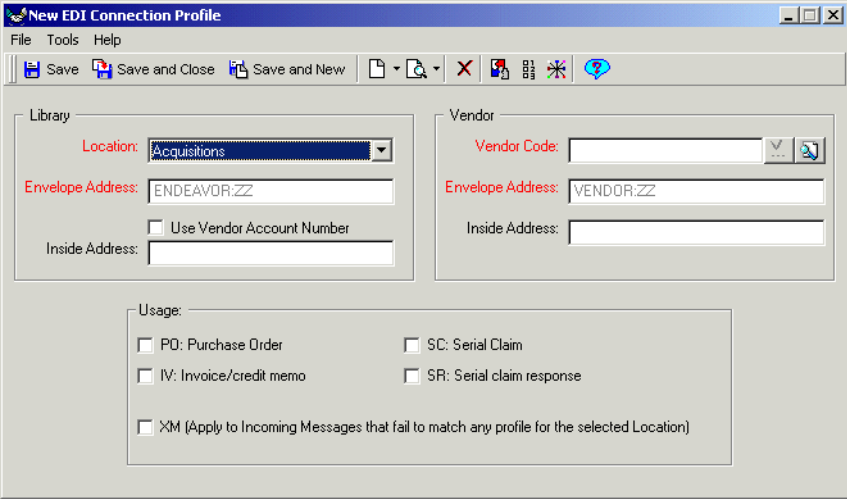 New EDI Connection Profile
File Tools Help
Save Save and Close Save and New
Library
Location: Acquisitions
Envelope Address: ENDEAVOR:ZZ
Use Vendor Account Number
Inside Address:
Vendor
Vendor Code:
Envelope Address: VENDOR:ZZ
Inside Address:
Usage:
PO: Purchase Order SC: Serial Claim
IV: Invoice/credit memo SR: Serial claim response
XM (Apply to Incoming Messages that fail to match any profile for the selected Location)